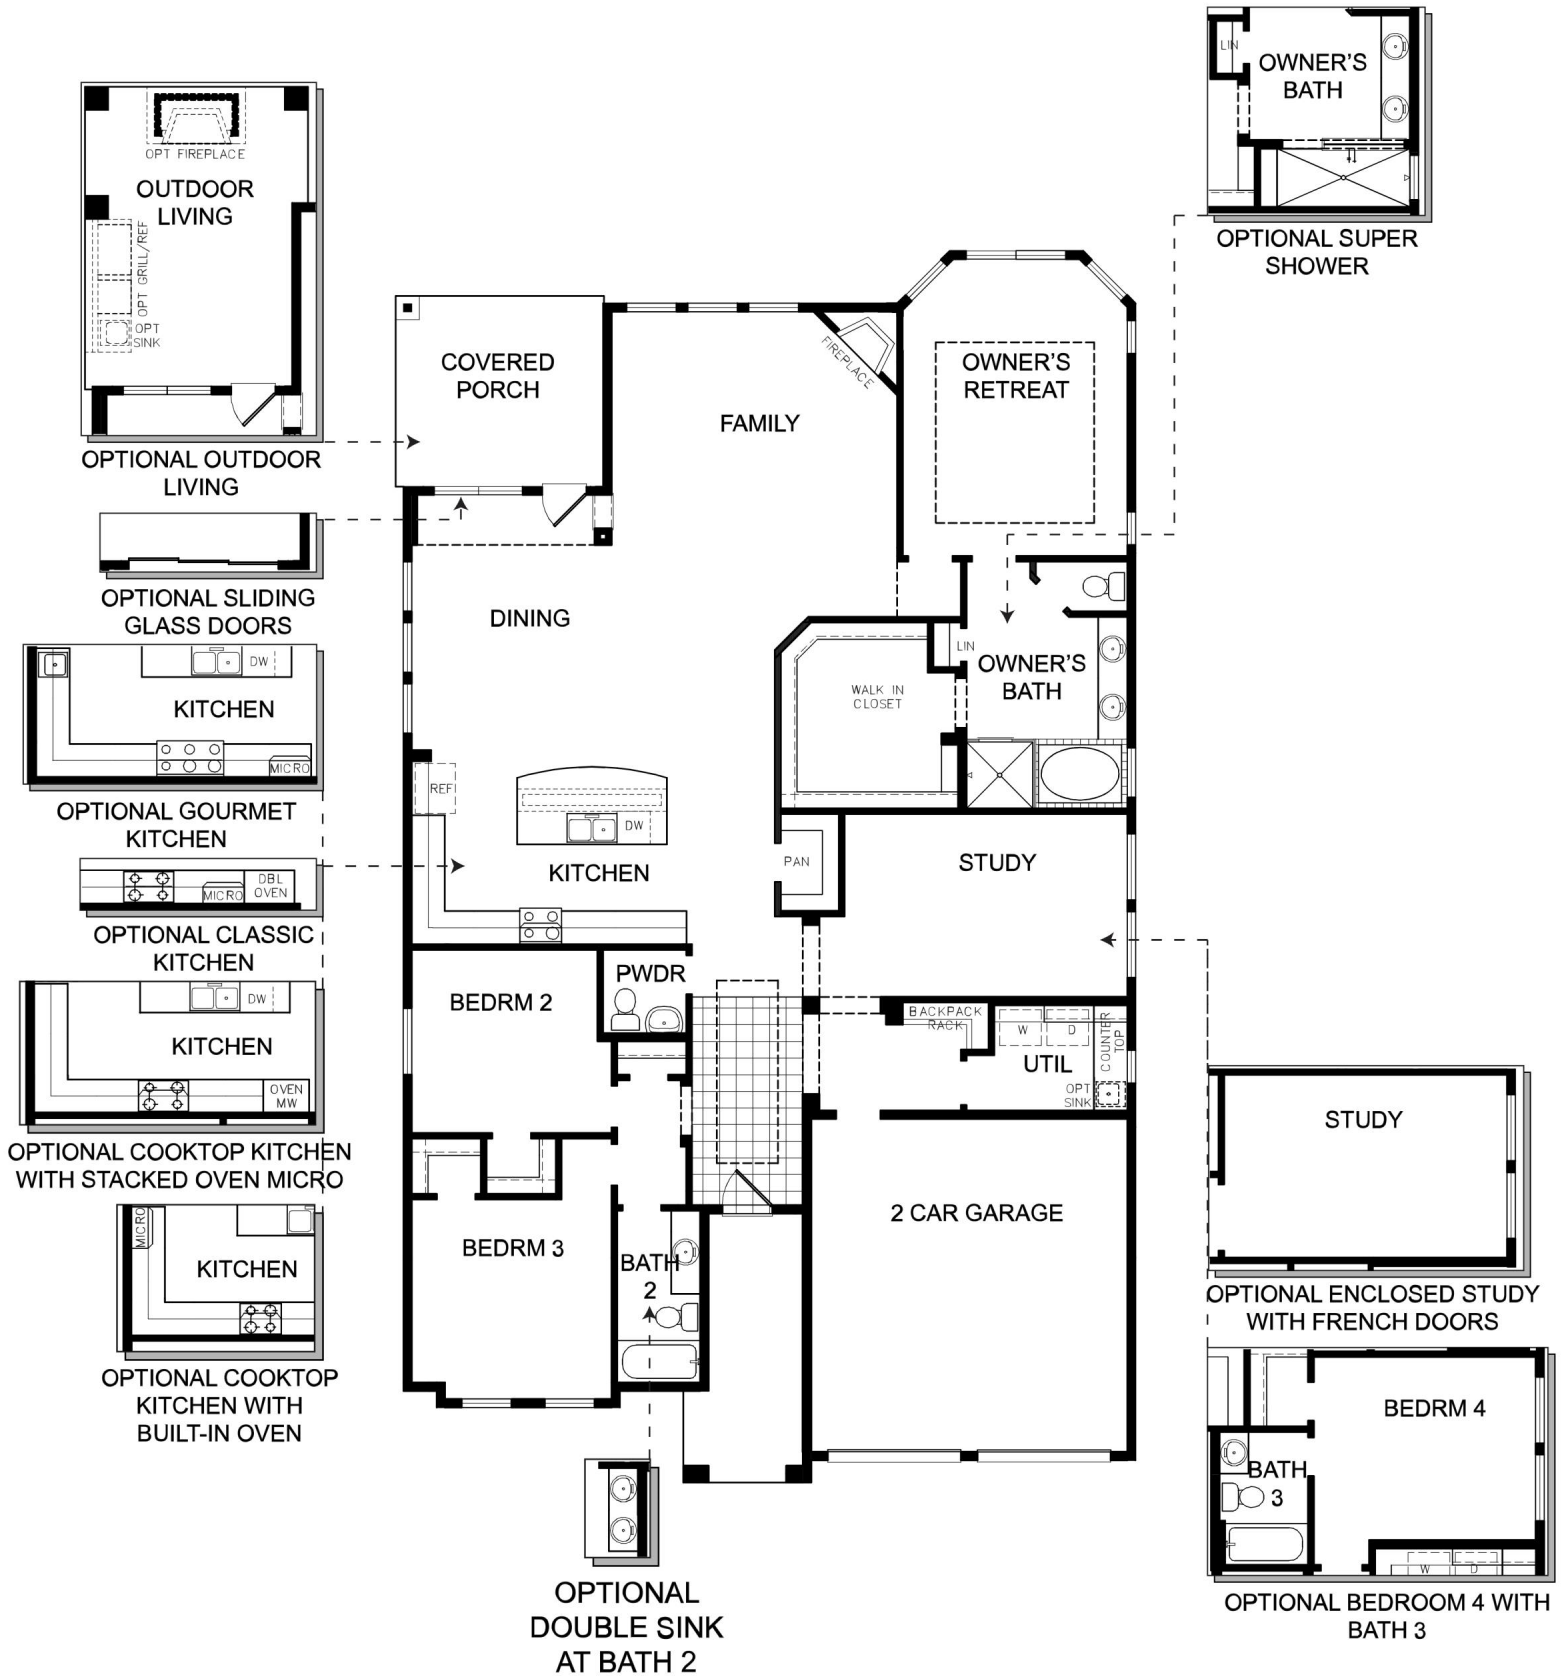 LIN
OWNER'S
BATH
OPTIONAL SUPER
SHOWER
OPT FIREPLACE
OUTDOOR
LIVING
OPT GRILL/REF
OPT
SINK
OPTIONAL OUTDOOR
LIVING
OPTIONAL SLIDING
GLASS DOORS
DW
KITCHEN
MICRO
OPTIONAL GOURMET
KITCHEN
DBL
OVEN
MICRO
OPTIONAL CLASSIC
KITCHEN
DW
KITCHEN
OVEN
MW
OPTIONAL COOKTOP KITCHEN
WITH STACKED OVEN MICRO
MICRO
KITCHEN
OPTIONAL COOKTOP
KITCHEN WITH
BUILT-IN OVEN
COVERED
PORCH
FAMILY
FIREPLACE
OWNER'S
RETREAT
DINING
LIN
OWNER'S
BATH
WALK IN
CLOSET
REF
DW
KITCHEN
PAN
STUDY
PWDR
BEDRM 2
BACKPACK
RACK
W
D
COUNTER
TOP
UTIL
OPT
SINK
2 CAR GARAGE
BEDRM 3
BATH
2
OPTIONAL
DOUBLE SINK
AT BATH 2
STUDY
OPTIONAL ENCLOSED STUDY
WITH FRENCH DOORS
BEDRM 4
BATH
3
W
D
OPTIONAL BEDROOM 4 WITH
BATH 3